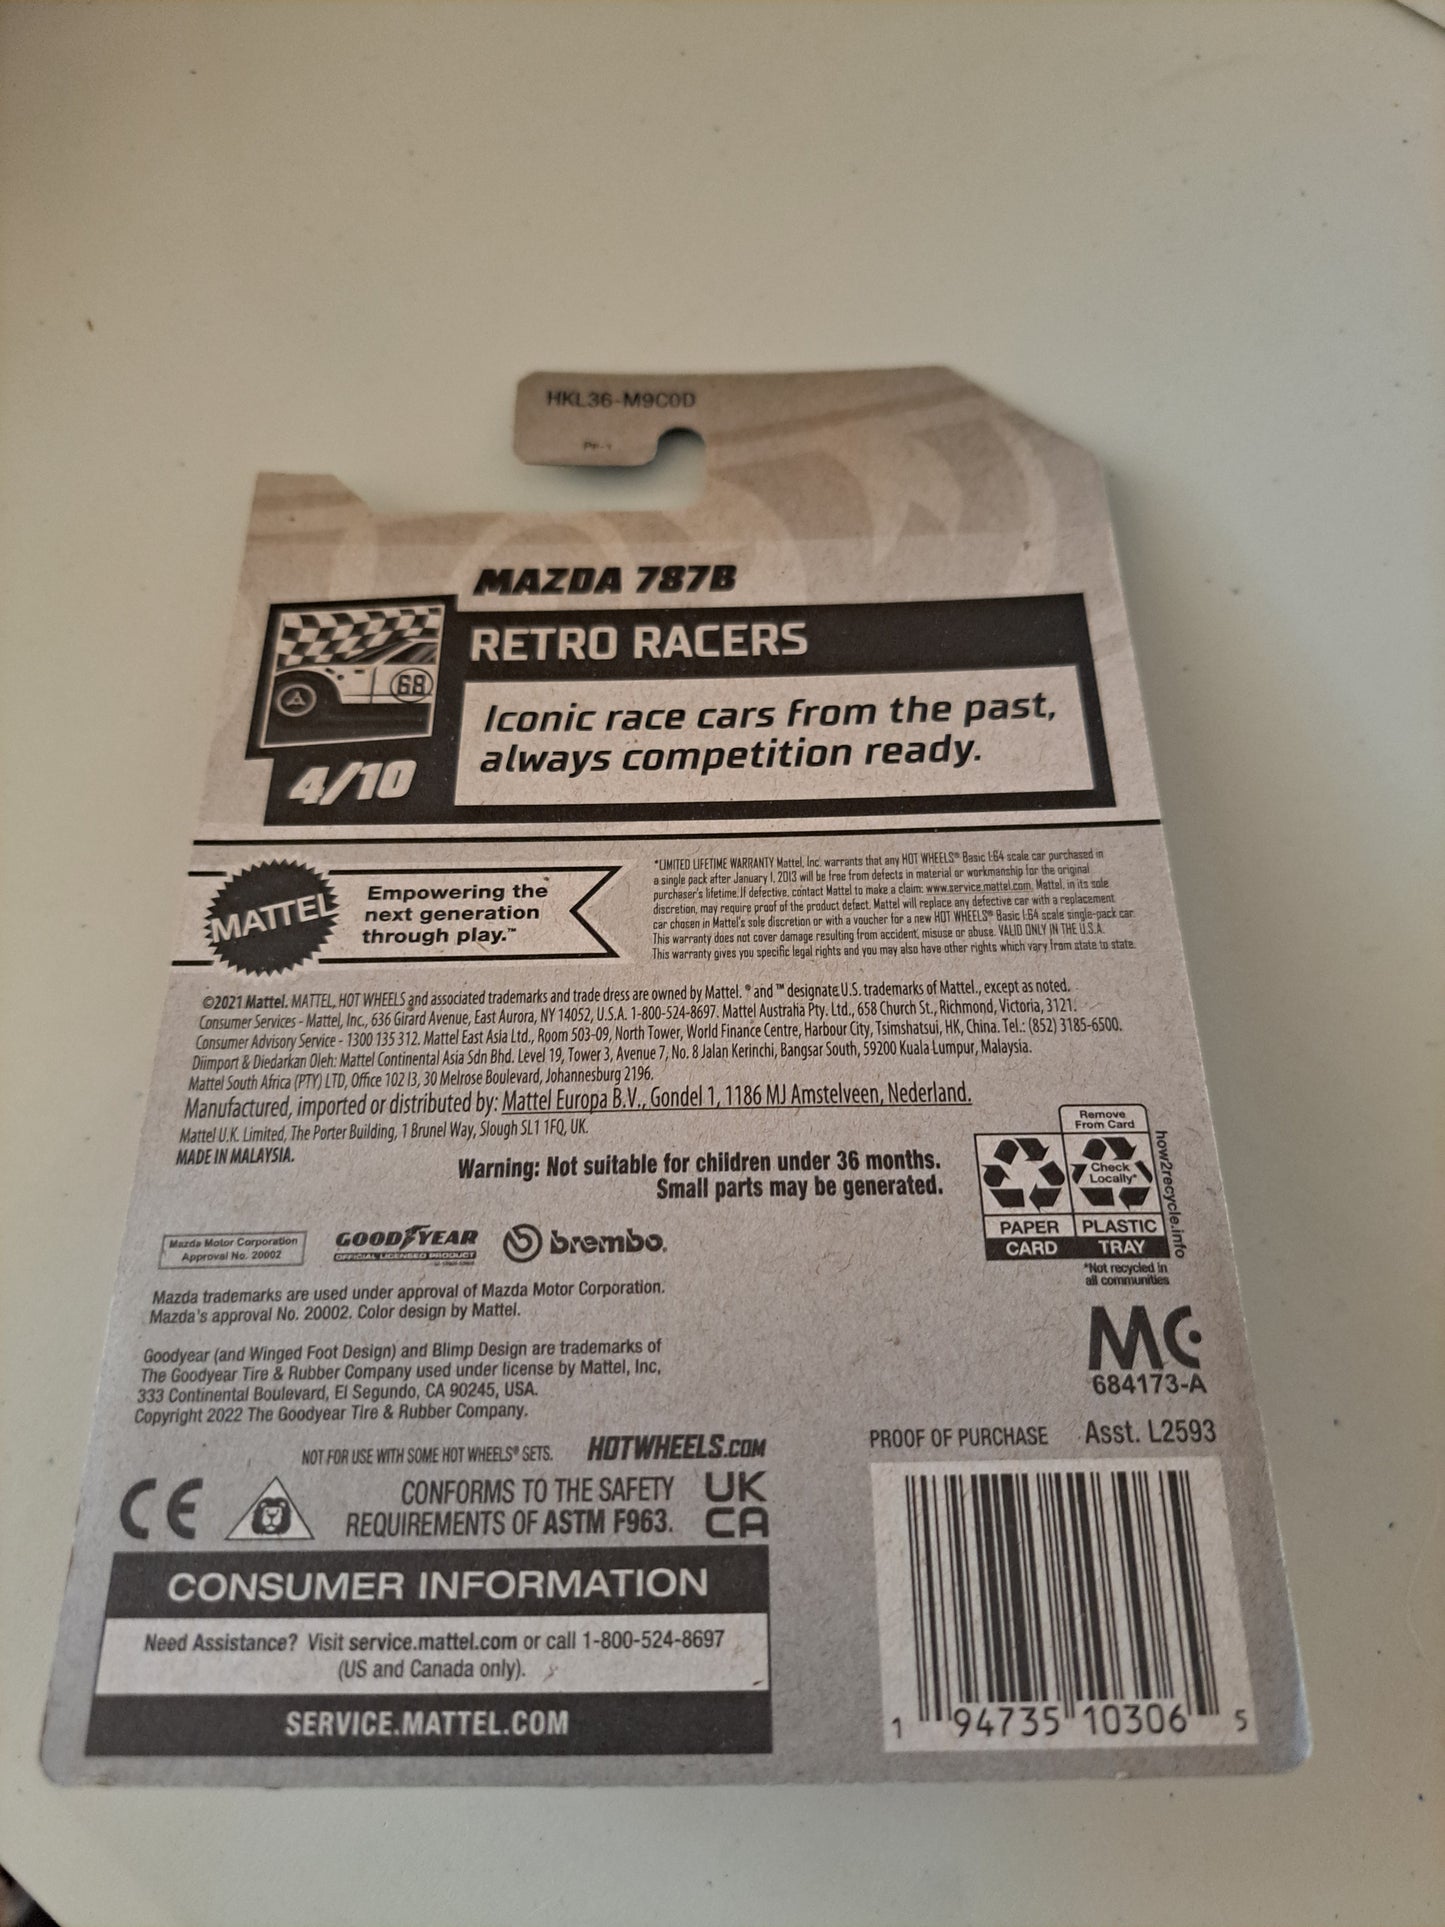 HKL36-M9C0D
MAZDA 787B
RETRO RACERS
68
Iconic race cars from the past,
always competition ready.
4/10
MATTEL
Empowering the
next generation
through play.™
*LIMITED LIFETIME WARRANTY Mattel, Inc. warrants that any HOT WHEELS® Basic 1:64 scale car purchased in
a single pack after January 1, 2013 will be free from defects in material or workmanship for the original
purchaser's lifetime. If defective, contact Mattel to make a claim: www.service.mattel.com. Mattel, in its sole
discretion, may require proof of the product defect. Mattel will replace any defective car with a replacement
car chosen in Mattel's sole discretion or with a voucher for a new HOT WHEELS® Basic 1:64 scale single-pack car.
This warranty does not cover damage resulting from accident, misuse or abuse. VALID ONLY IN THE U.S.A.
This warranty gives you specific legal rights and you may also have other rights which vary from state to state.
©2021 Mattel. MATTEL, HOT WHEELS and associated trademarks and trade dress are owned by Mattel. ® and ™ designate U.S. trademarks of Mattel., except as noted.
Consumer Services - Mattel, Inc., 636 Girard Avenue, East Aurora, NY 14052, U.S.A. 1-800-524-8697. Mattel Australia Pty. Ltd., 658 Church St., Richmond, Victoria, 3121.
Consumer Advisory Service - 1300 135 312. Mattel East Asia Ltd., Room 503-09, North Tower, World Finance Centre, Harbour City, Tsimshatsui, HK, China. Tel.: (852) 3185-6500.
Diimport & Diedarkan Oleh: Mattel Continental Asia Sdn Bhd. Level 19, Tower 3, Avenue 7, No. 8 Jalan Kerinchi, Bangsar South, 59200 Kuala Lumpur, Malaysia.
Mattel South Africa (PTY) LTD, Office 102 I3, 30 Melrose Boulevard, Johannesburg 2196.
Manufactured, imported or distributed by: Mattel Europa B.V., Gondel 1, 1186 MJ Amstelveen, Nederland.
Mattel U.K. Limited, The Porter Building, 1 Brunel Way, Slough SL1 1FQ, UK.
MADE IN MALAYSIA.
Warning: Not suitable for children under 36 months.
Small parts may be generated.
Remove
From Card
Check
Locally*
PAPER
PLASTIC
CARD
TRAY
how2recycle.info
*Not recycled in
all communities
Mazda Motor Corporation
Approval No. 20002
GOODYEAR
OFFICIAL LICENSED PRODUCT
brembo.
Mazda trademarks are used under approval of Mazda Motor Corporation.
Mazda's approval No. 20002. Color design by Mattel.
Goodyear (and Winged Foot Design) and Blimp Design are trademarks of
The Goodyear Tire & Rubber Company used under license by Mattel, Inc,
333 Continental Boulevard, El Segundo, CA 90245, USA.
Copyright 2022 The Goodyear Tire & Rubber Company.
MC
684173-A
NOT FOR USE WITH SOME HOT WHEELS® SETS.
HOTWHEELS.COM
PROOF OF PURCHASE
Asst. L2593
CE
CONFORMS TO THE SAFETY
REQUIREMENTS OF ASTM F963.
UK
CA
CONSUMER INFORMATION
Need Assistance? Visit service.mattel.com or call 1-800-524-8697
(US and Canada only).
SERVICE.MATTEL.COM
1 94735 10306 5